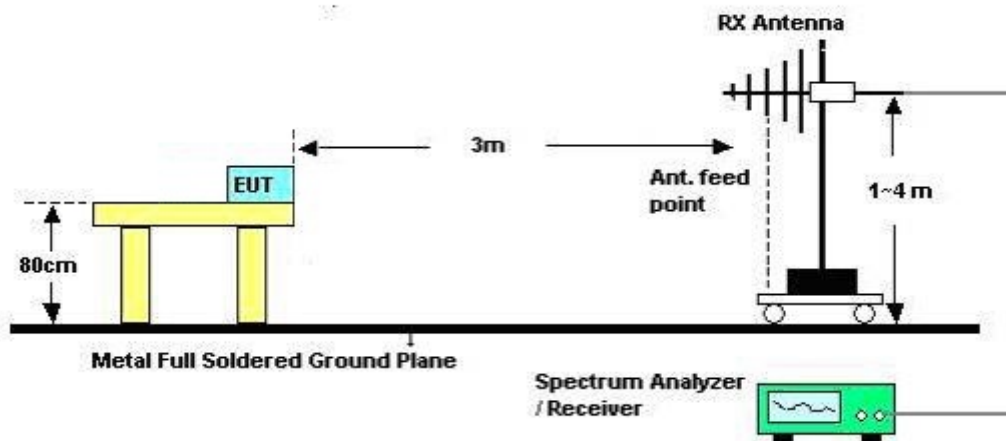 RX Antenna
3m
EUT
Ant. feed
point
1~4 m
80cm
Metal Full Soldered Ground Plane
Spectrum Analyzer
/ Receiver